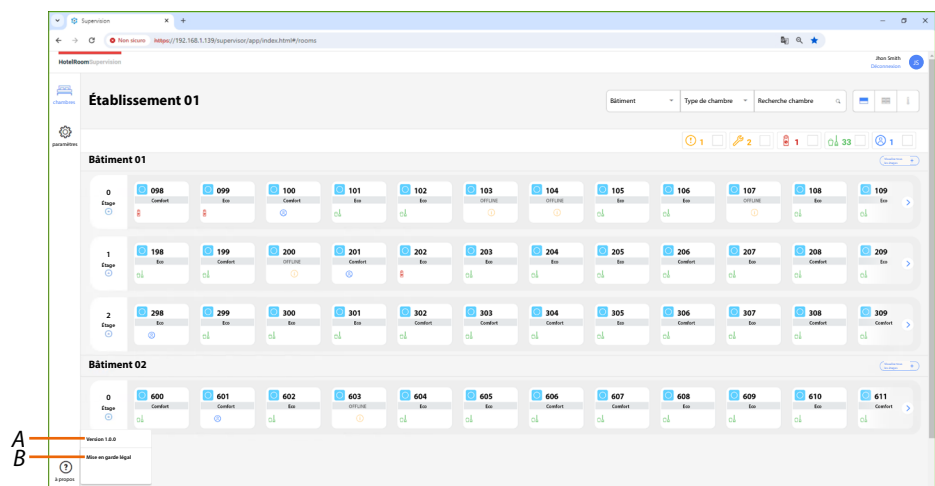 Supervision
Non sicuro https://192.168.1.139/supervisor/app/index.html#/rooms
HotelRoomSupervision
Jhon Smith
Déconnexion
JS
chambres
Établissement 01
Bâtiment
Type de chambre
Recherche chambre
paramètres
1
2
1
33
1
Bâtiment 01
0
Étage
098 099 100 101 102 103 104 105 106 107 108 109
Comfort Eco Comfort Eco Eco OFFLINE OFFLINE Eco Eco OFFLINE Eco Eco
1
Étage
198 199 200 201 202 203 204 205 206 207 208 209
Eco Comfort OFFLINE Comfort Eco Eco Eco Eco Comfort Eco Comfort Eco
2
Étage
298 299 300 301 302 303 304 305 306 307 308 309
Eco Eco Eco Eco Comfort Comfort Comfort Eco Comfort Eco Comfort Comfort
Bâtiment 02
0
Étage
600 601 602 603 604 605 606 607 608 609 610 611
Comfort Comfort Eco OFFLINE Eco Eco Comfort Comfort Eco Eco Eco Comfort
A
Version 1.0.0
B
Mise en garde légal
à propos